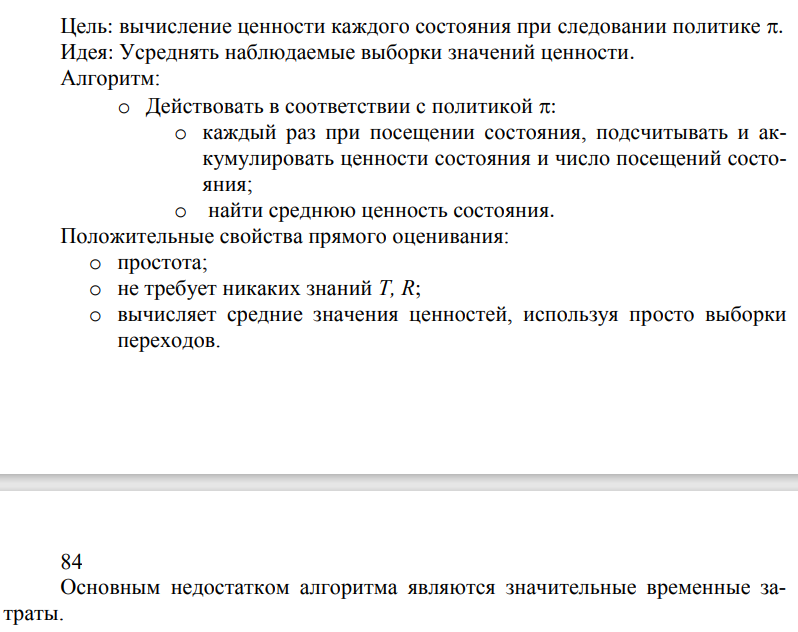 Цель: вычисление ценности каждого состояния при следовании политике π.
Идея: Усреднять наблюдаемые выборки значений ценности.
Алгоритм:
o Действовать в соответствии с политикой π:
o каждый раз при посещении состояния, подсчитывать и ак-
кумулировать ценности состояния и число посещений состо-
яния;
o найти среднюю ценность состояния.
Положительные свойства прямого оценивания:
o простота;
o не требует никаких знаний T, R;
o вычисляет средние значения ценностей, используя просто выборки
переходов.
84
Основным недостатком алгоритма являются значительные временные за-
траты.